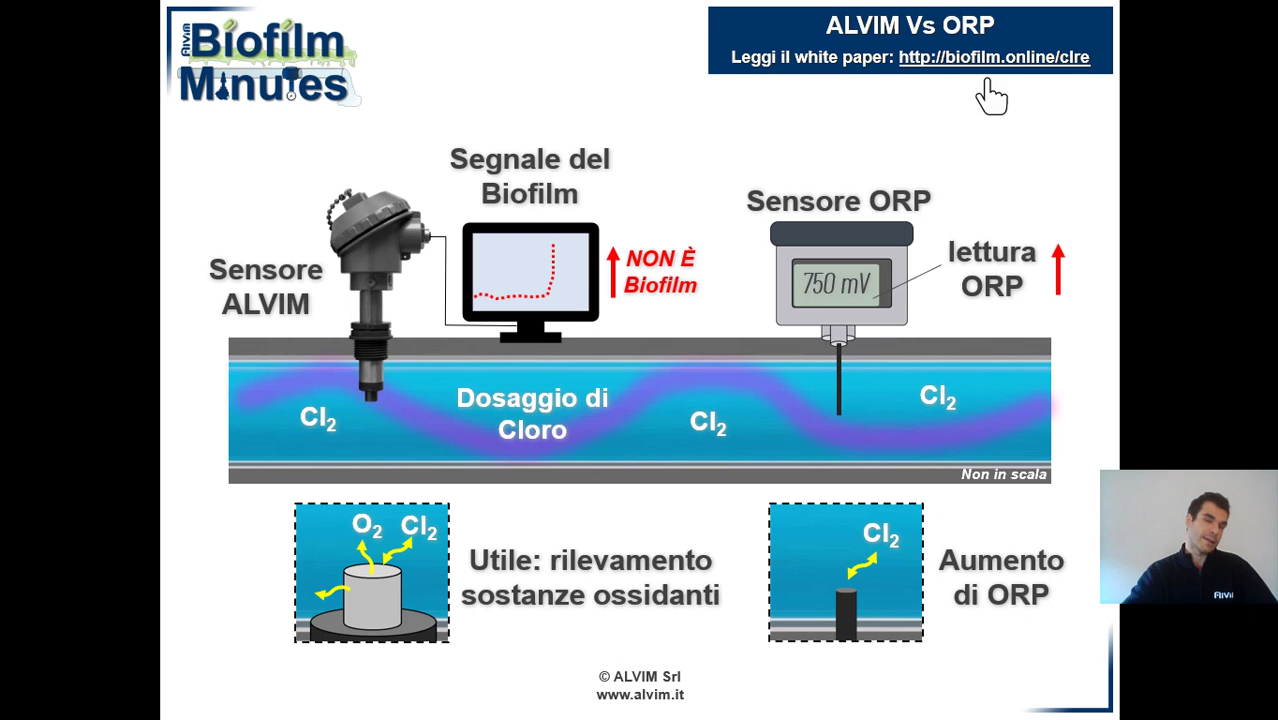 ALVIM
Biofilm
Minutes
ALVIM Vs ORP
Leggi il white paper: http://biofilm.online/clre
Segnale del
Biofilm
Sensore ORP
Sensore
ALVIM
NON È
Biofilm
750 mV
lettura
ORP
Cl2
Dosaggio di
Cloro
Cl2
Cl2
Non in scala
O2
Cl2
Utile: rilevamento
sostanze ossidanti
Cl2
Aumento
di ORP
ALVIM
© ALVIM Srl
www.alvim.it